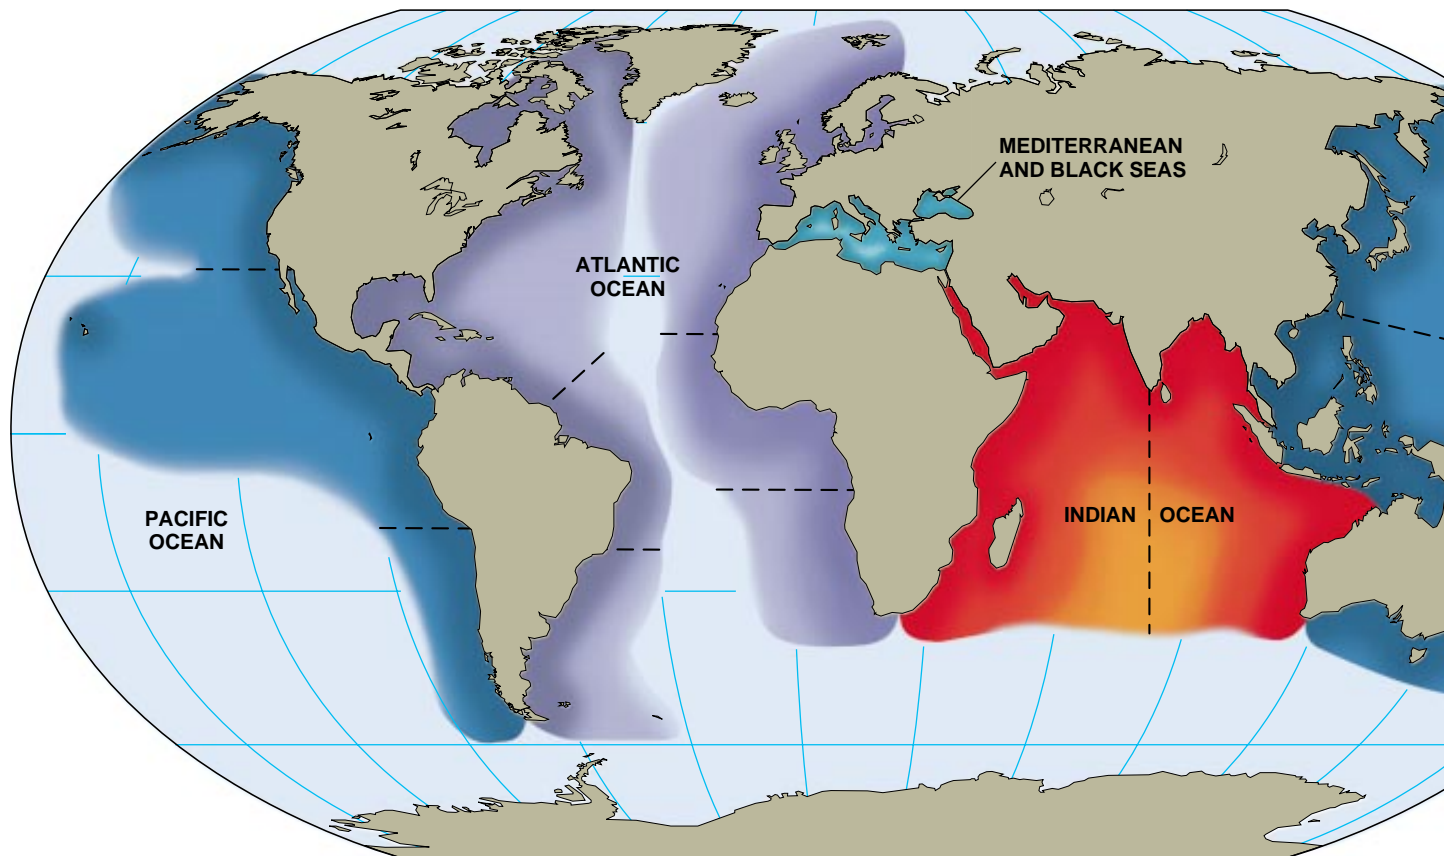 MEDITERRANEAN
AND BLACK SEAS
ATLANTIC
OCEAN
PACIFIC
OCEAN
INDIAN OCEAN